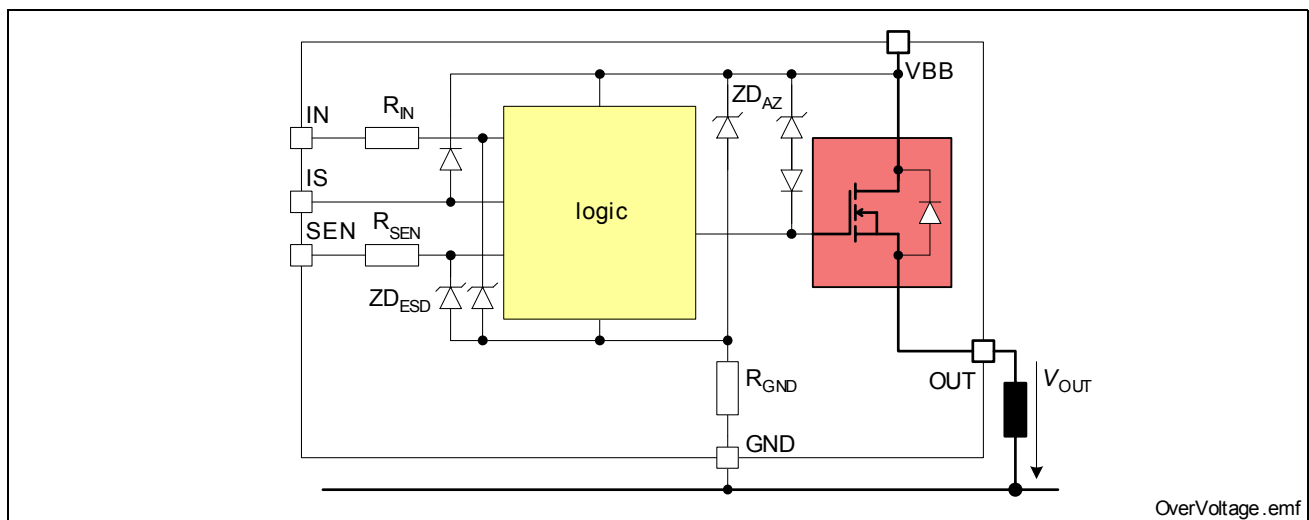 VBB
ZD_AZ
IN
R_IN
IS
logic
SEN
R_SEN
ZD_ESD
R_GND
OUT
V_OUT
GND
OverVoltage.emf